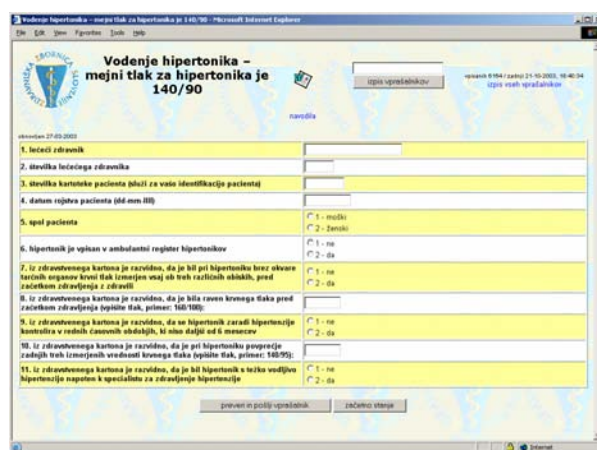 Vodenje hipertonika – mejni tlak za hipertonika je 140/90 - Microsoft Internet Explorer
File Edit View Favorites Tools Help
ZDRAVNIŠKA ZBORNICA SLOVENIJE
Vodenje hipertonika –
mejni tlak za hipertonika je
140/90
izpis vprašalnikov
izpis vseh vprašalnikov
navodila
obnovljen 27-03-2003
1. lečeči zdravnik
2. številka lečečega zdravnika
3. številka kartoteke pacienta (služi za vašo identifikacijo pacienta)
4. datum rojstva pacienta (dd-mm-llll)
5. spol pacienta
1 - moški
2 - ženski
6. hipertonik je vpisan v ambulantni register hipertonikov
1 - ne
2 - da
7. iz zdravstvenega kartona je razvidno, da je bil pri hipertoniku brez okvare
tarčnih organov krvni tlak izmerjen vsaj ob treh različnih obiskih, pred
začetkom zdravljenja z zdravili
1 - ne
2 - da
8. iz zdravstvenega kartona je razvidno, da je bila raven krvnega tlaka pred
začetkom zdravljenja (vpišite tlak, primer: 160/100):
9. iz zdravstvenega kartona je razvidno, da se hipertonik zaradi hipertenzije
kontrolira v rednih časovnih obdobjih, ki niso daljši od 6 mesecev
1 - ne
2 - da
10. iz zdravstvenega kartona je razvidno, da je pri hipertoniku povprečje
zadnjih treh izmerjenih vrednosti krvnega tlaka (vpišite tlak, primer: 140/95):
11. iz zdravstvenega kartona je razvidno, da je bil hipertonik s težko vodljivo
hipertenzijo napoten k specialistu za zdravljenje hipertenzije
1 - ne
2 - da
preveri in pošlji vprašalnik
začetno stanje
Internet